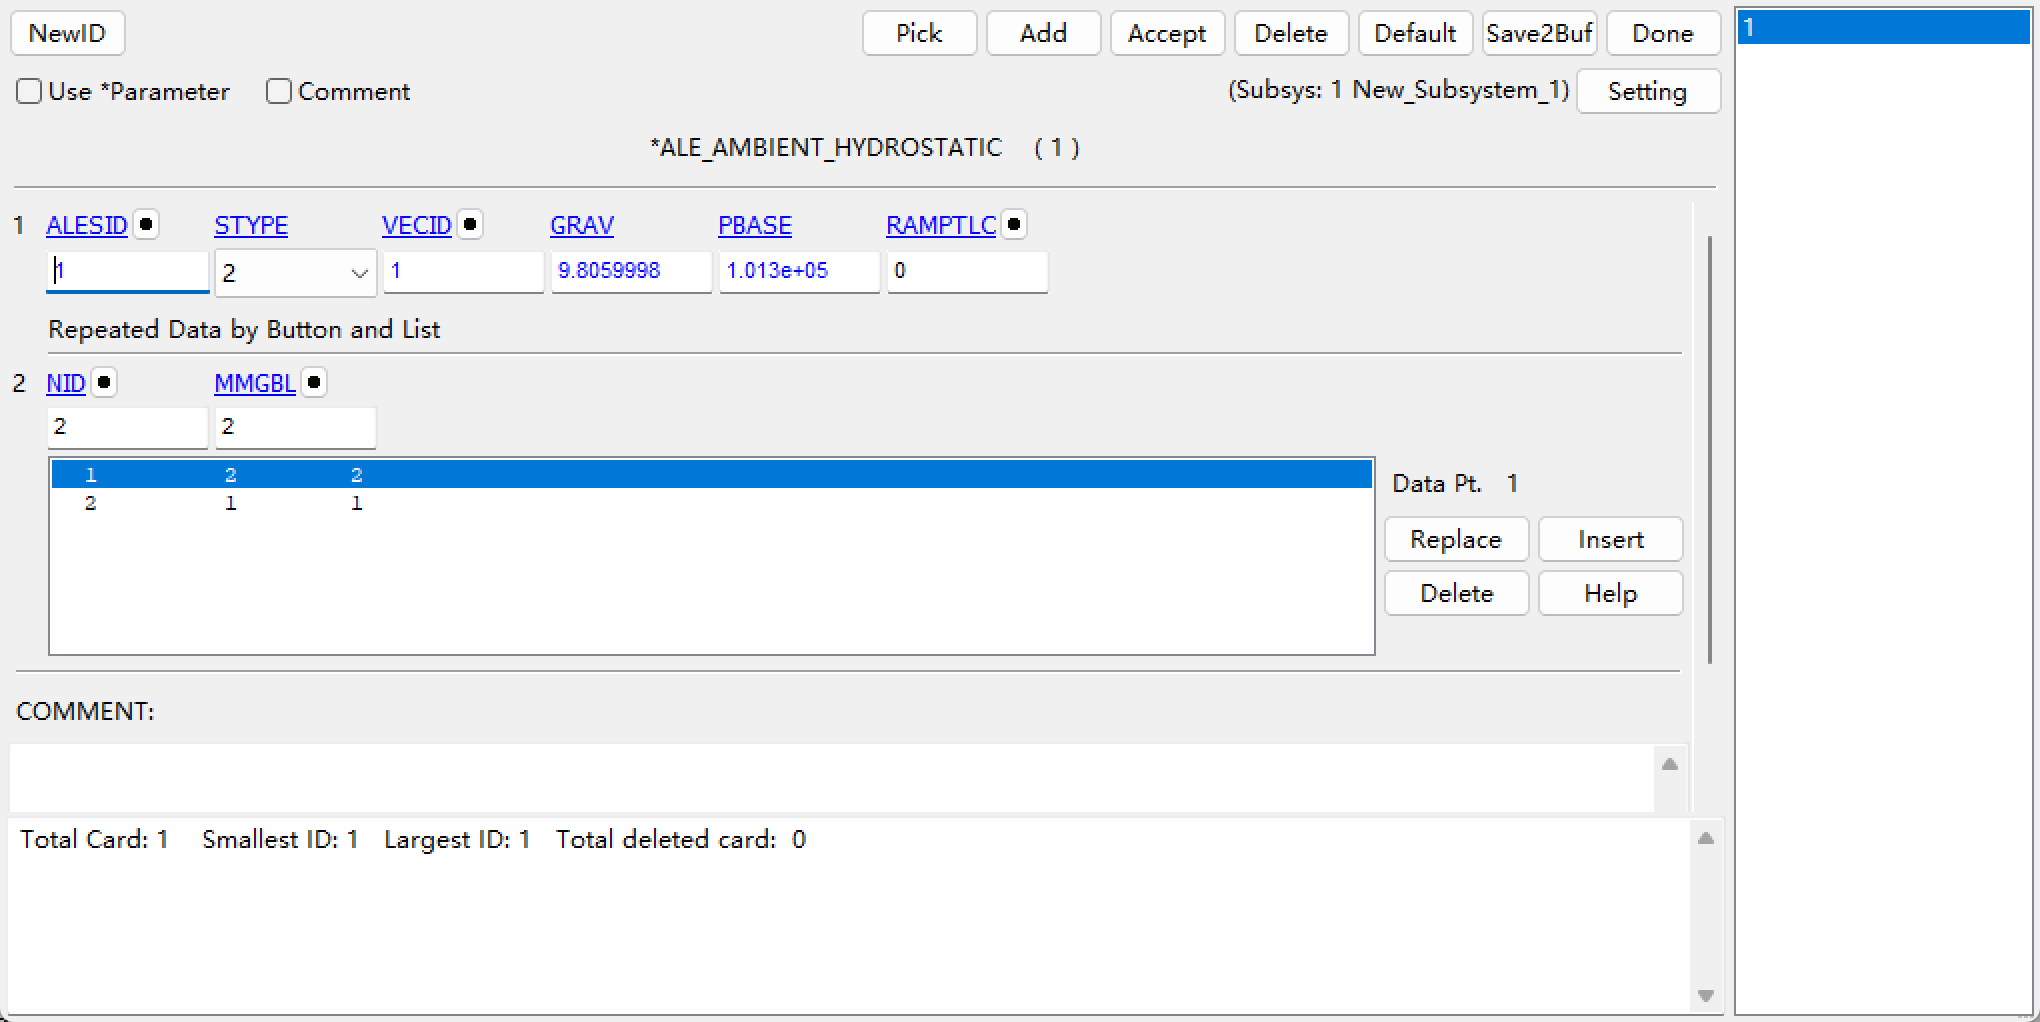 NewID Pick Add Accept Delete Default Save2Buf Done
Use *Parameter Comment (Subsys: 1 New_Subsystem_1) Setting
*ALE_AMBIENT_HYDROSTATIC ( 1 )
1 ALESID STYPE VECID GRAV PBASE RAMPTLC
1 2 1 9.8059998 1.013e+05 0
Repeated Data by Button and List
2 NID MMGBL
2 2
1 2 2
2 1 1
Data Pt. 1
Replace Insert
Delete Help
COMMENT:
Total Card: 1 Smallest ID: 1 Largest ID: 1 Total deleted card: 0
1